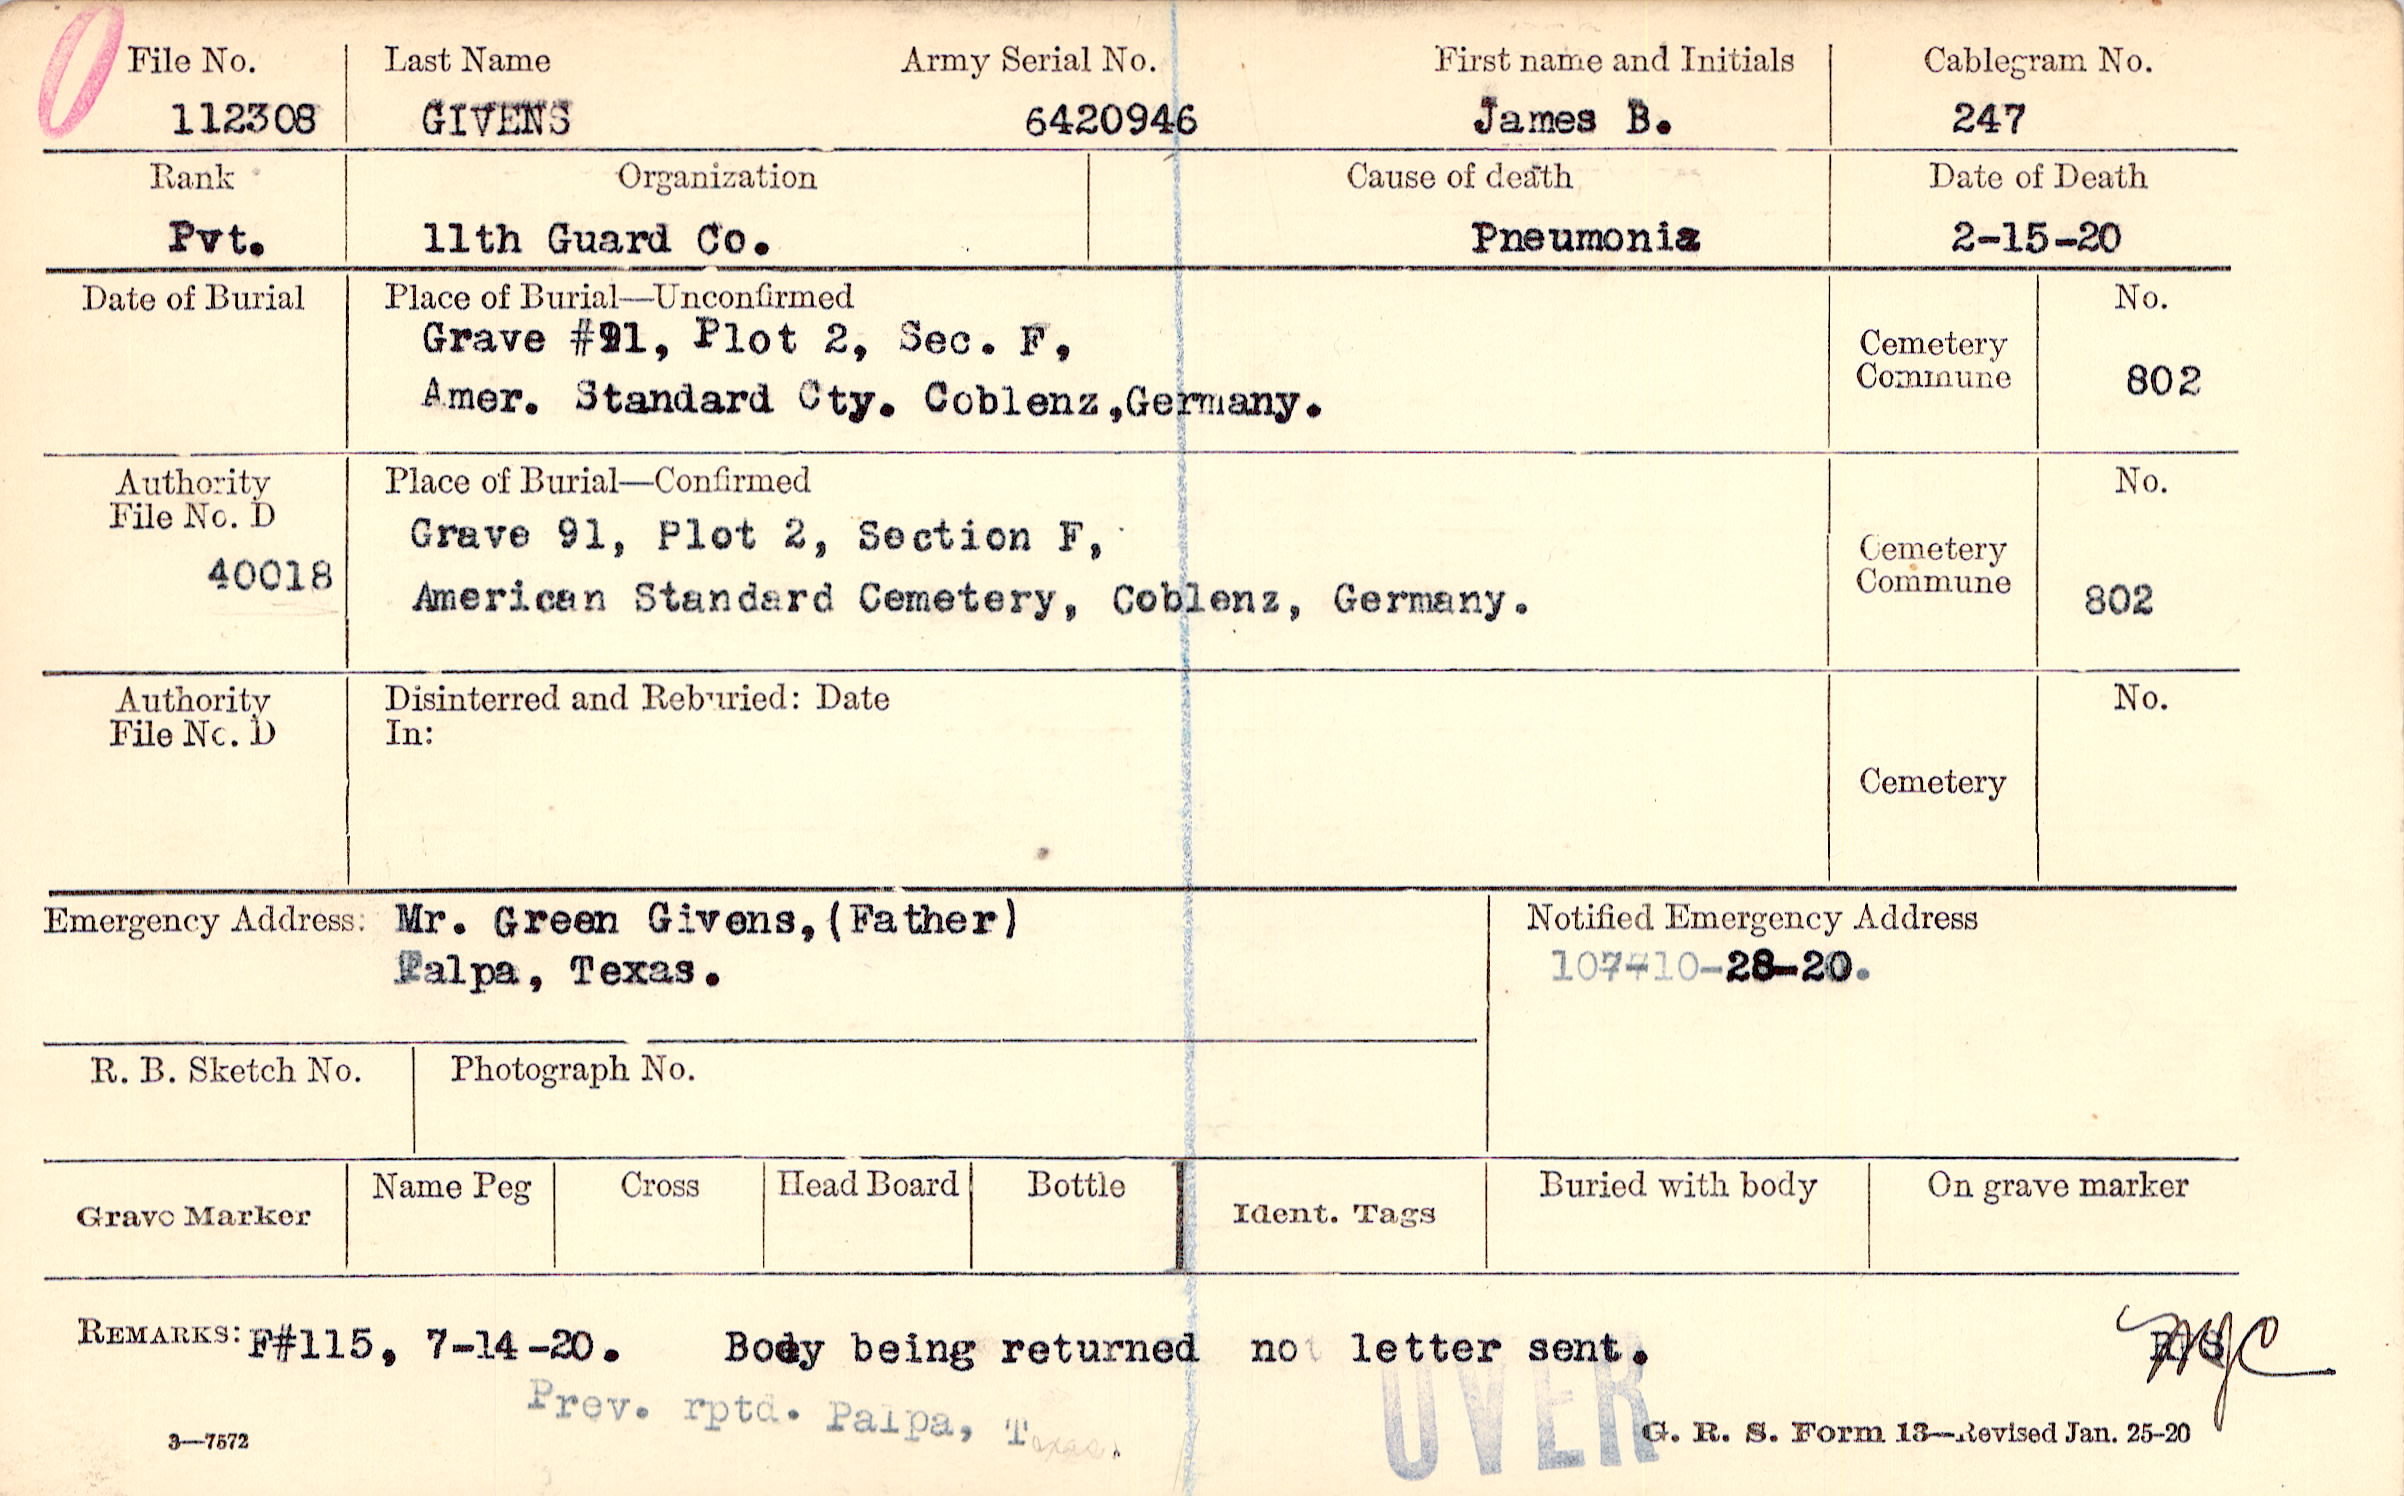 File No. Last Name Army Serial No. First name and Initials Cablegram No.
112308 GIVENS 6420946 James B. 247
Rank Organization Cause of death Date of Death
Pvt. 11th Guard Co. Pneumonia 2-15-20
Date of Burial Place of Burial—Unconfirmed No.
Grave #91, Plot 2, Sec. F,
Cemetery
Commune 802
Amer. Standard Cty. Coblenz,Germany.
Authority Place of Burial—Confirmed No.
File No. D
Grave 91, Plot 2, Section F,
40018
Cemetery
Commune 802
American Standard Cemetery, Coblenz, Germany.
Authority Disinterred and Reburied: Date No.
File No. D In:
Cemetery
Emergency Address: Mr. Green Givens,(Father) Notified Emergency Address
Palpa, Texas. 10-28-20.
R. B. Sketch No. Photograph No.
Name Peg Cross Head Board Bottle Buried with body On grave marker
Grave Marker Ident. Tags
REMARKS: F#115, 7-14-20. Body being returned not letter sent.
Prev. rptd. Palpa, Texas.
OVER
3—7572 G. R. S. Form 13—Revised Jan. 25-20